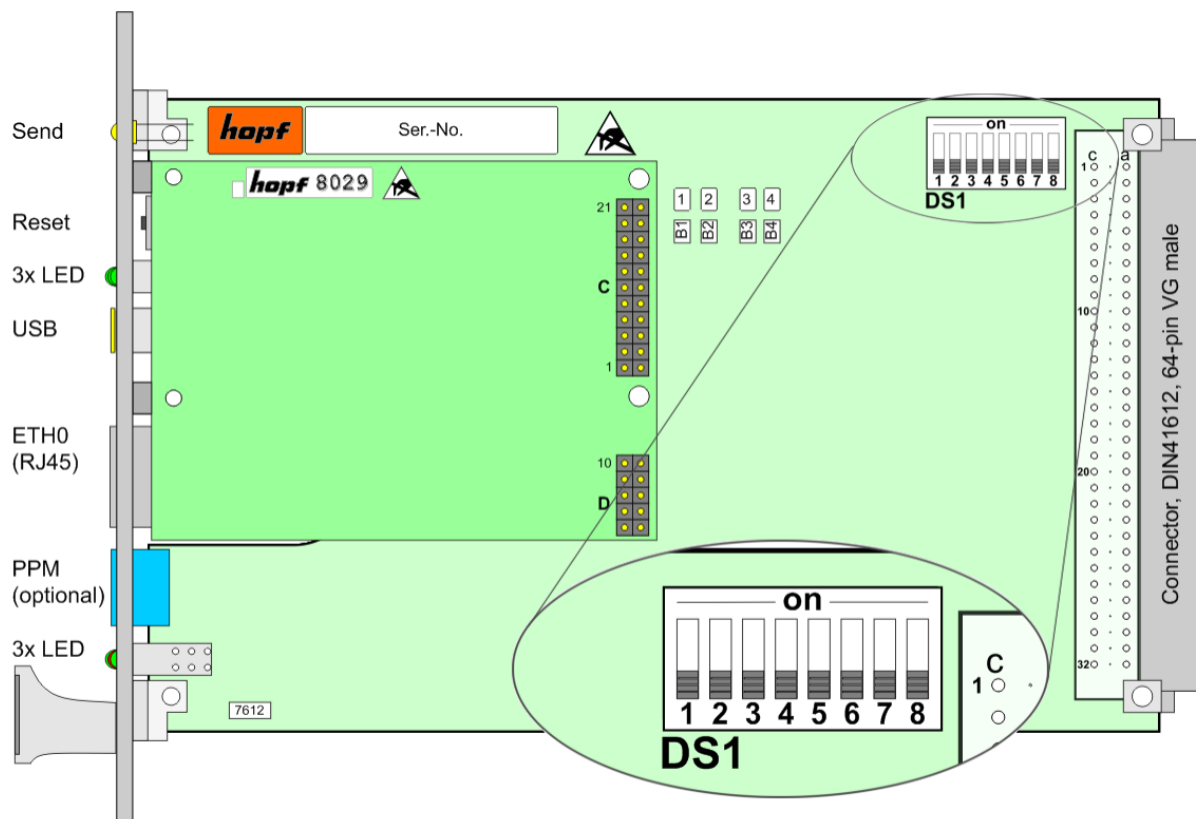 Send
Reset
3x LED
USB
ETH0
(RJ45)
PPM
(optional)
3x LED
hopf
Ser.-No.
hopf 8029
21
C
1
10
D
1 2 3 4
B1 B2 B3 B4
on
1 2 3 4 5 6 7 8
DS1
c a
1
10
20
32
Connector, DIN41612, 64-pin VG male
on
1 2 3 4 5 6 7 8
DS1
C
1
7612